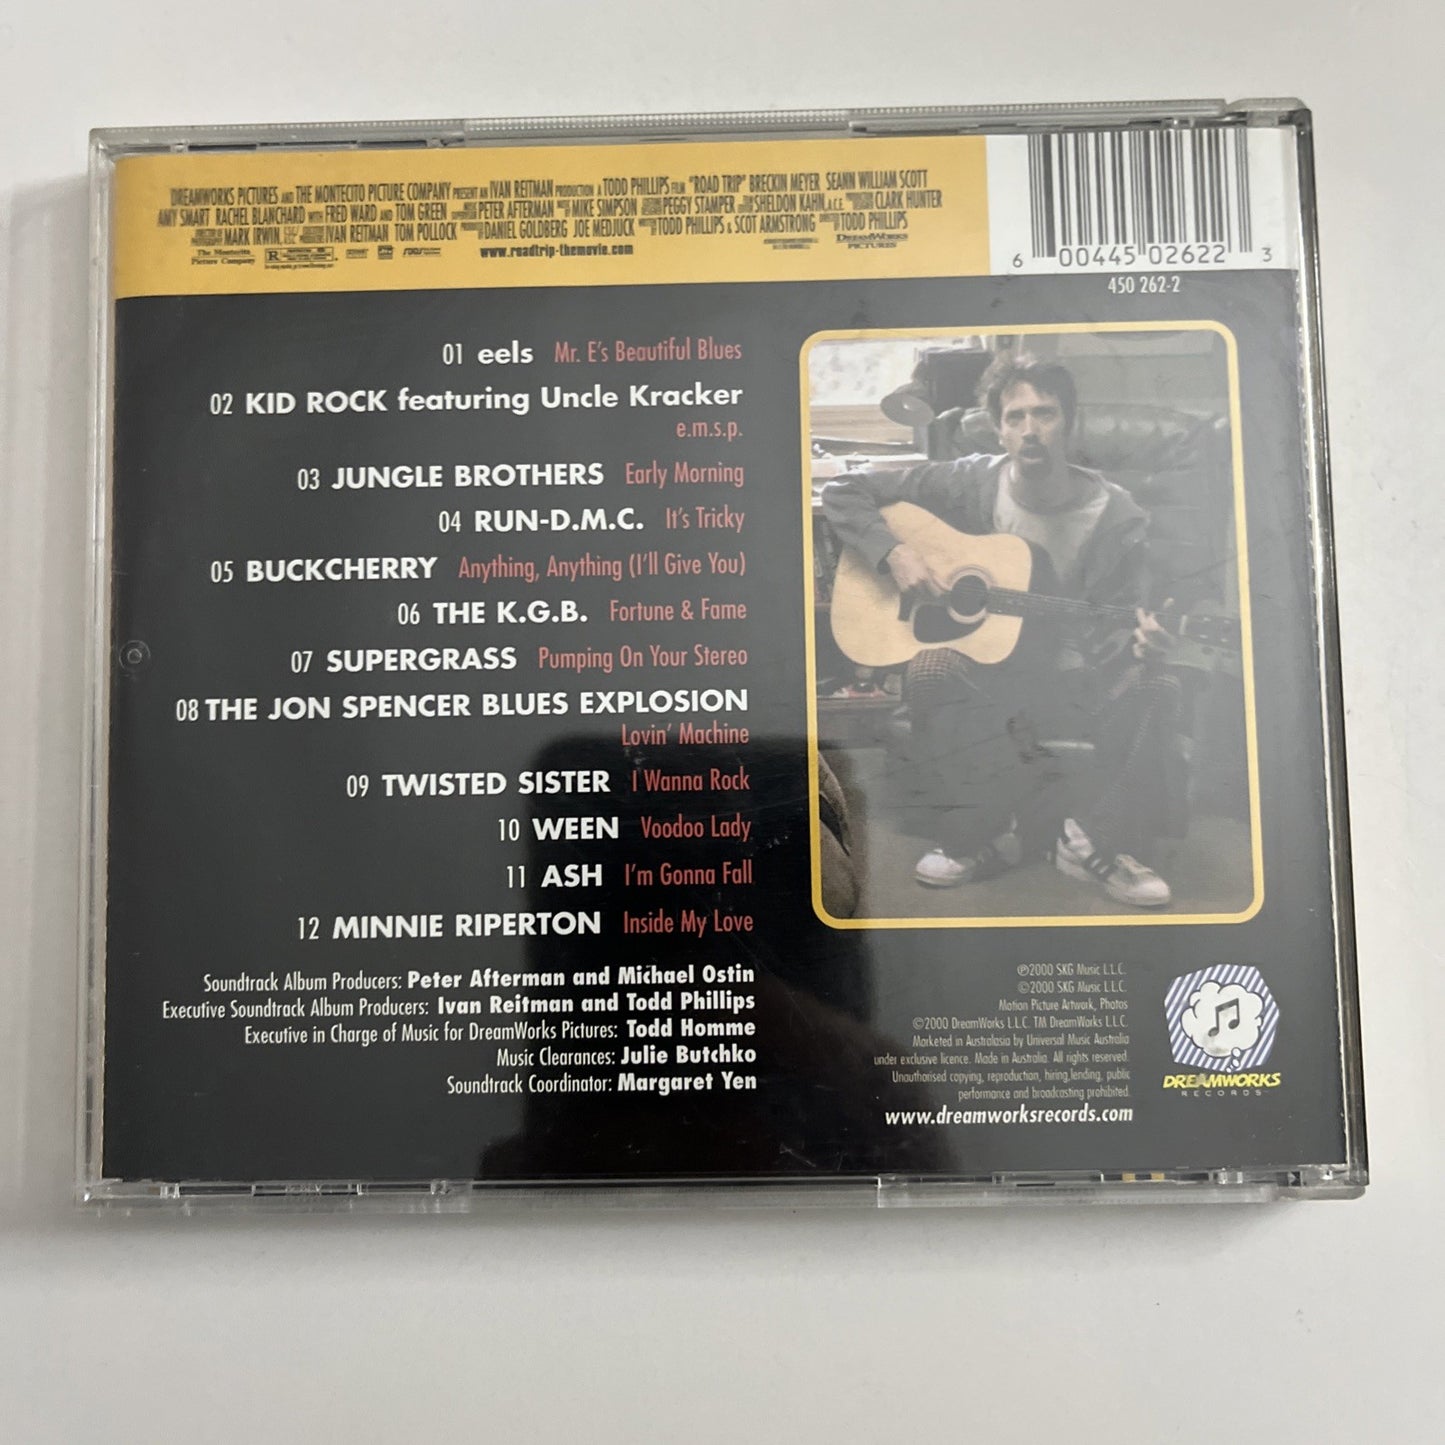 DREAMWORKS PICTURES AND THE MONTECITO PICTURE COMPANY PRESENT AN IVAN REITMAN PRODUCTION A TODD PHILLIPS FILM "ROAD TRIP" BRECKIN MEYER SEANN WILLIAM SCOTT
AMY SMART RACHEL BLANCHARD WITH FRED WARD AND TOM GREEN PETER AFTERMAN MIKE SIMPSON PEGGY STAMPER SHELDON KAHN, A.C.E. CLARK HUNTER
MARK IRWIN, IVAN REITMAN TOM POLLOCK DANIEL GOLDBERG JOE MEDJUCK TODD PHILLIPS & SCOT ARMSTRONG TODD PHILLIPS
The Montecito
Picture Company
R
www.roadtrip-themovie.com
DREAMWORKS
PICTURES
6 00445 02622 3
450 262-2
01 eels Mr. E's Beautiful Blues
02 KID ROCK featuring Uncle Kracker
e.m.s.p.
03 JUNGLE BROTHERS Early Morning
04 RUN-D.M.C. It's Tricky
05 BUCKCHERRY Anything, Anything (I'll Give You)
06 THE K.G.B. Fortune & Fame
07 SUPERGRASS Pumping On Your Stereo
08 THE JON SPENCER BLUES EXPLOSION
Lovin' Machine
09 TWISTED SISTER I Wanna Rock
10 WEEN Voodoo Lady
11 ASH I'm Gonna Fall
12 MINNIE RIPERTON Inside My Love
Soundtrack Album Producers: Peter Afterman and Michael Ostin
Executive Soundtrack Album Producers: Ivan Reitman and Todd Phillips
Executive in Charge of Music for DreamWorks Pictures: Todd Homme
Music Clearances: Julie Butchko
Soundtrack Coordinator: Margaret Yen
℗2000 SKG Music L.L.C.
©2000 SKG Music L.L.C.
Motion Picture Artwork, Photos
©2000 DreamWorks L.L.C. TM DreamWorks L.L.C.
Marketed in Australasia by Universal Music Australia
under exclusive licence. Made in Australia. All rights reserved.
Unauthorised copying, reproduction, hiring,lending, public
performance and broadcasting prohibited.
www.dreamworksrecords.com
DREAMWORKS
RECORDS